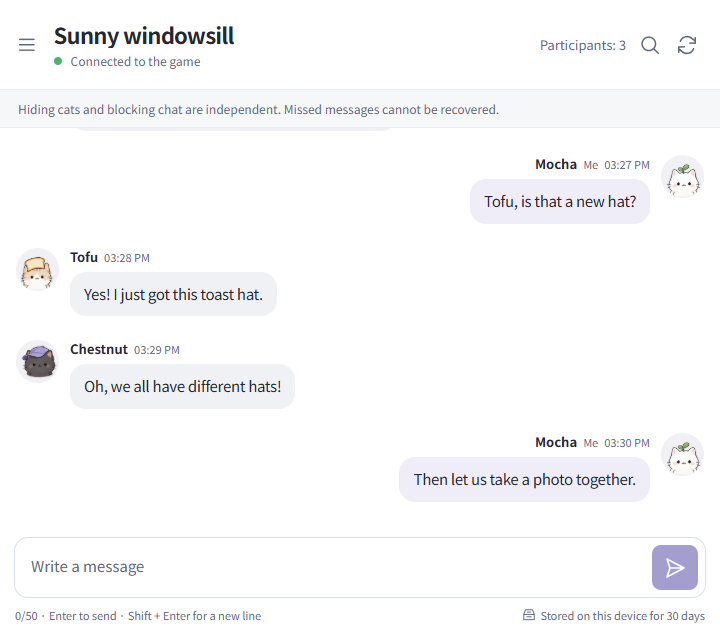 Sunny windowsill
Connected to the game
Participants: 3
Hiding cats and blocking chat are independent. Missed messages cannot be recovered.
Mocha Me 03:27 PM
Tofu, is that a new hat?
Tofu 03:28 PM
Yes! I just got this toast hat.
Chestnut 03:29 PM
Oh, we all have different hats!
Mocha Me 03:30 PM
Then let us take a photo together.
Write a message
0/50 · Enter to send · Shift + Enter for a new line
Stored on this device for 30 days